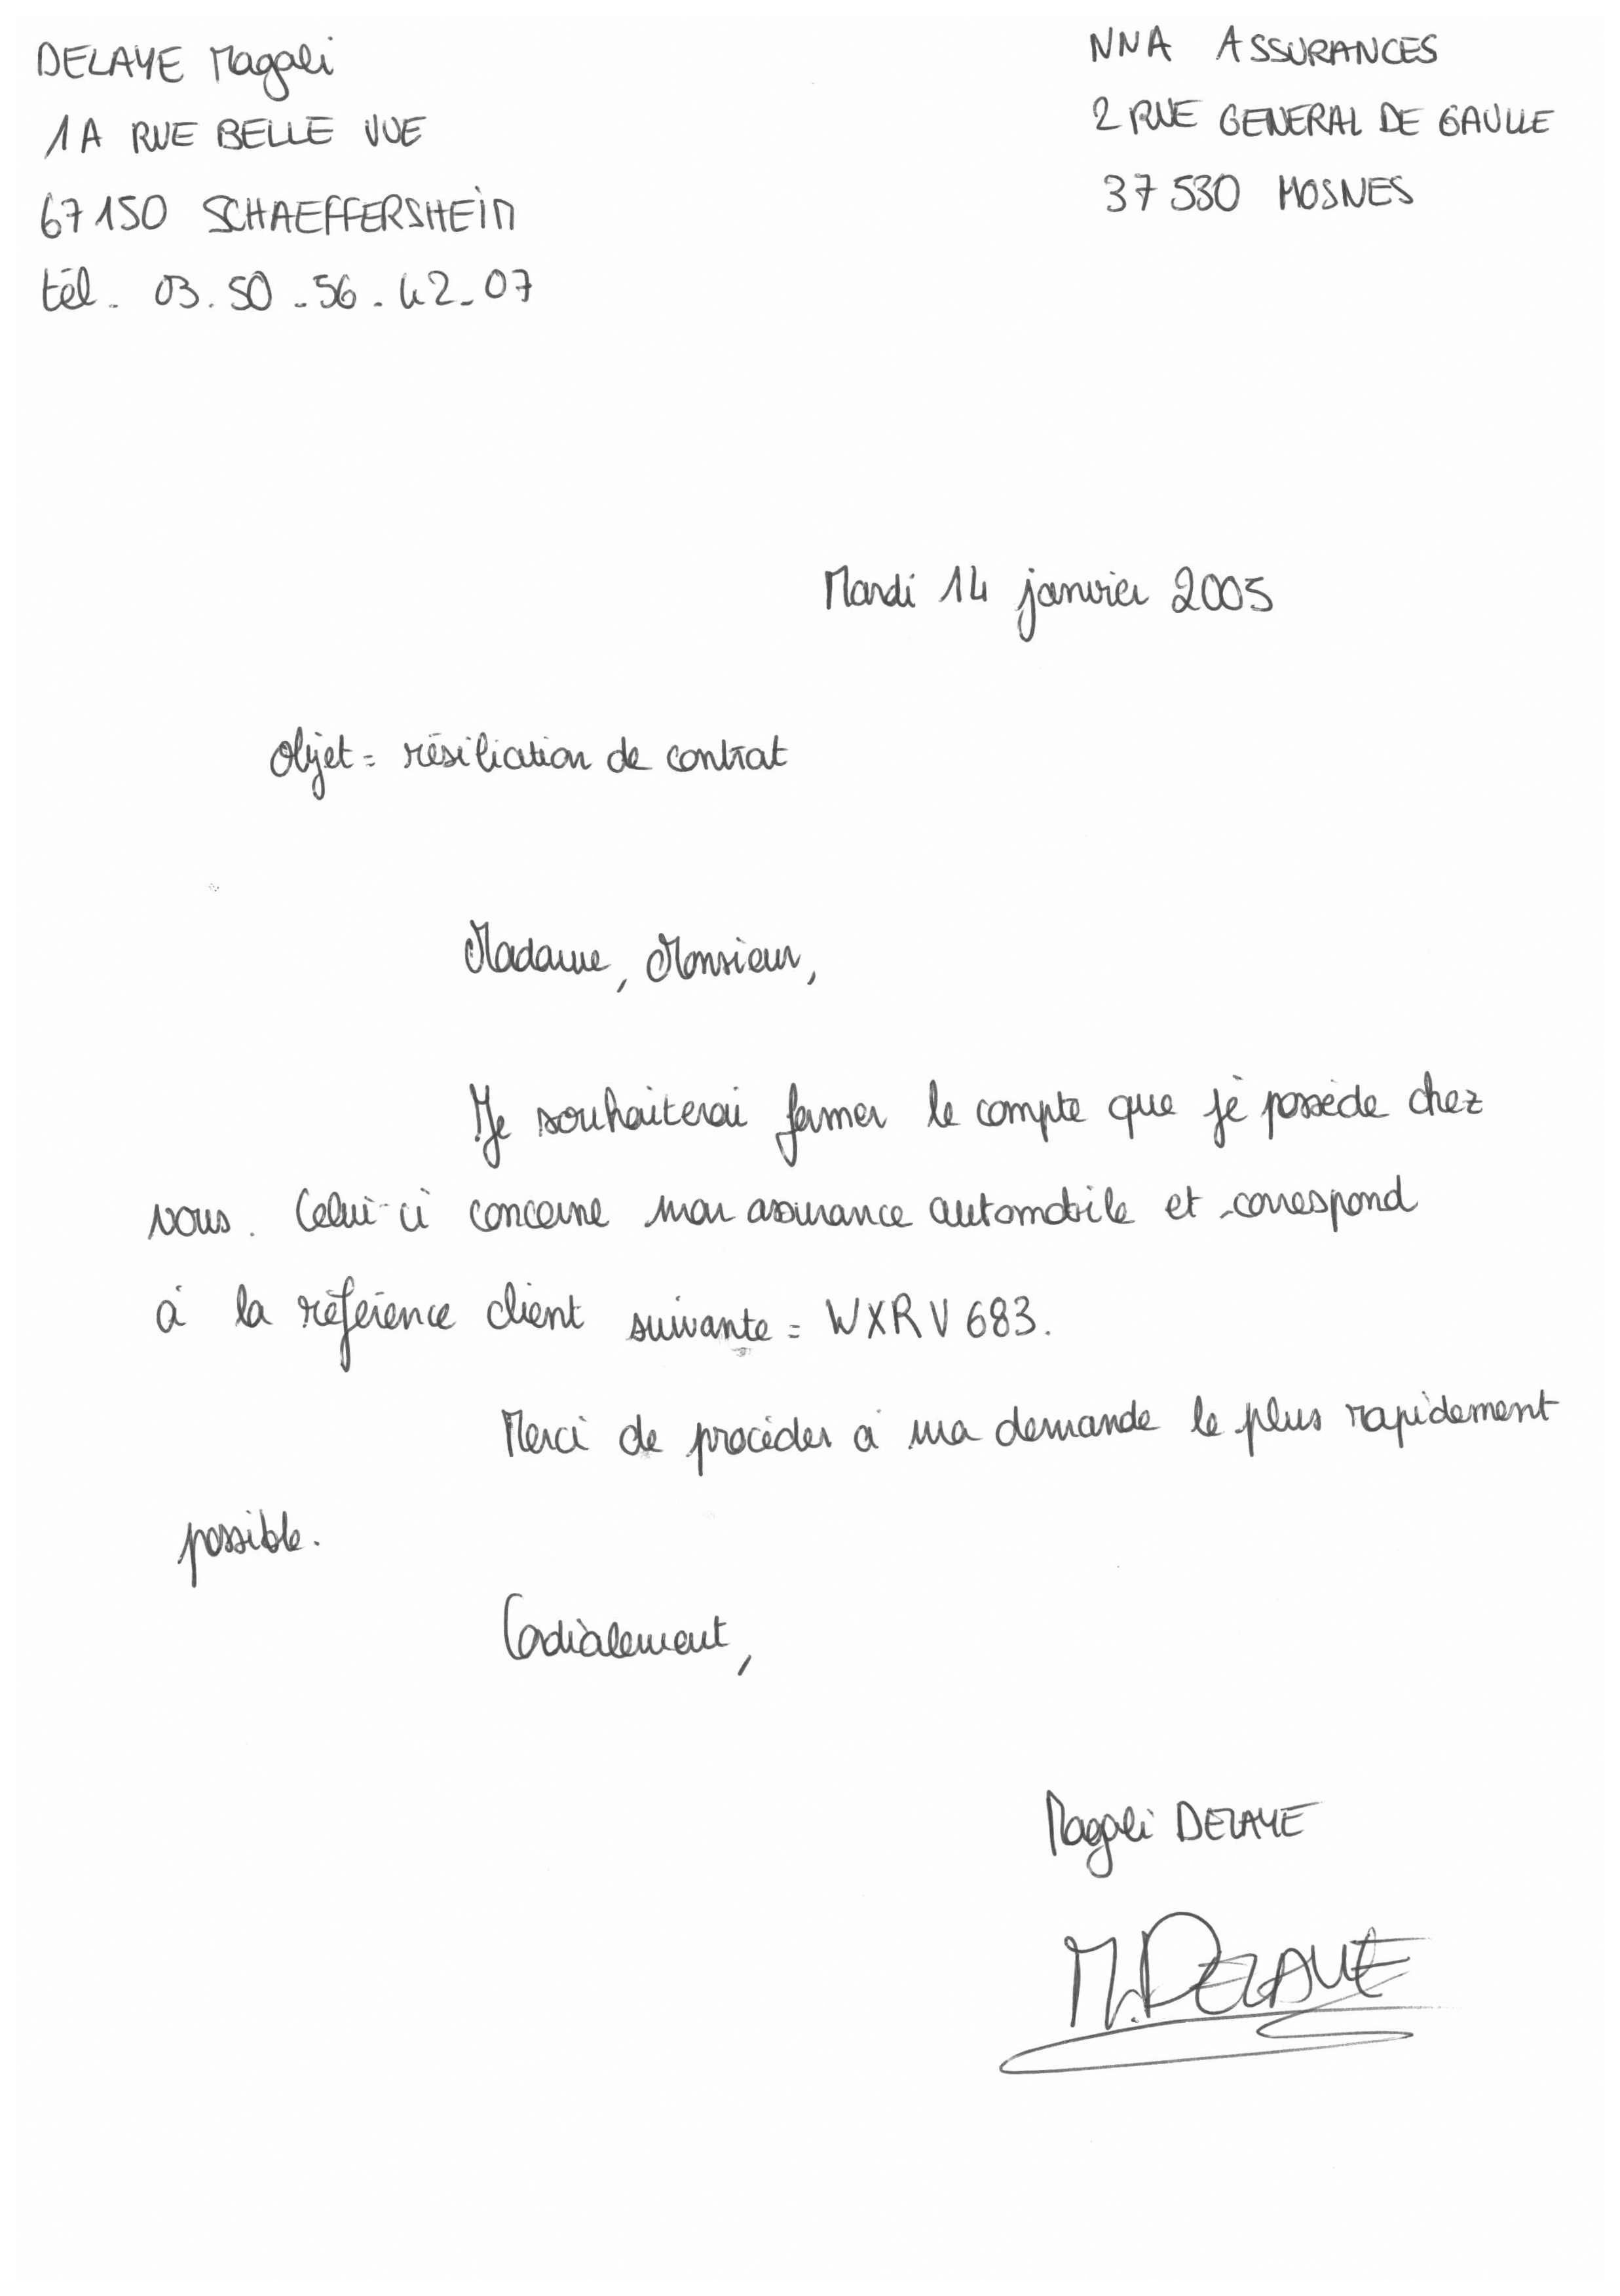 DELAYE Magali
1A RUE BELLE VUE
67150 SCHAEFFERSHEIM
tél. 03.50.56.42.07
NNA ASSURANCES
2 RUE GENERAL DE GAULLE
37530 MOSNES
Mardi 14 janvier 2005
Objet = résiliation de contrat
Madame, Monsieur,
Je souhaiterai fermer le compte que je possède chez
vous. Celui-ci concerne mon assurance automobile et correspond
à la référence client suivante = WXRV683.
Merci de procéder à ma demande le plus rapidement
possible.
Cordialement,
Magali DELAYE
M.DELAYE